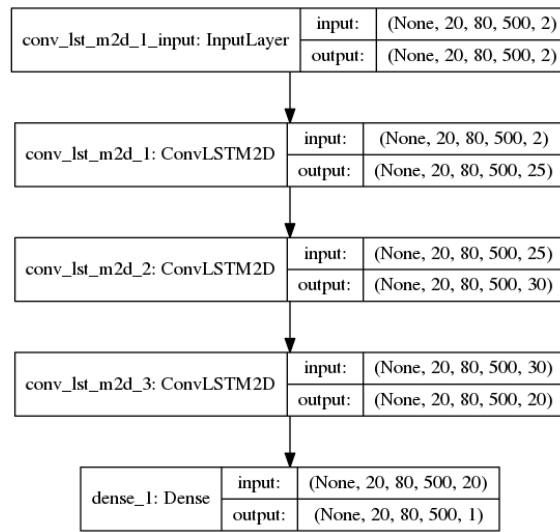 conv_lst_m2d_1_input: InputLayer
input: (None, 20, 80, 500, 2)
output: (None, 20, 80, 500, 2)
conv_lst_m2d_1: ConvLSTM2D
input: (None, 20, 80, 500, 2)
output: (None, 20, 80, 500, 25)
conv_lst_m2d_2: ConvLSTM2D
input: (None, 20, 80, 500, 25)
output: (None, 20, 80, 500, 30)
conv_lst_m2d_3: ConvLSTM2D
input: (None, 20, 80, 500, 30)
output: (None, 20, 80, 500, 20)
dense_1: Dense
input: (None, 20, 80, 500, 20)
output: (None, 20, 80, 500, 1)